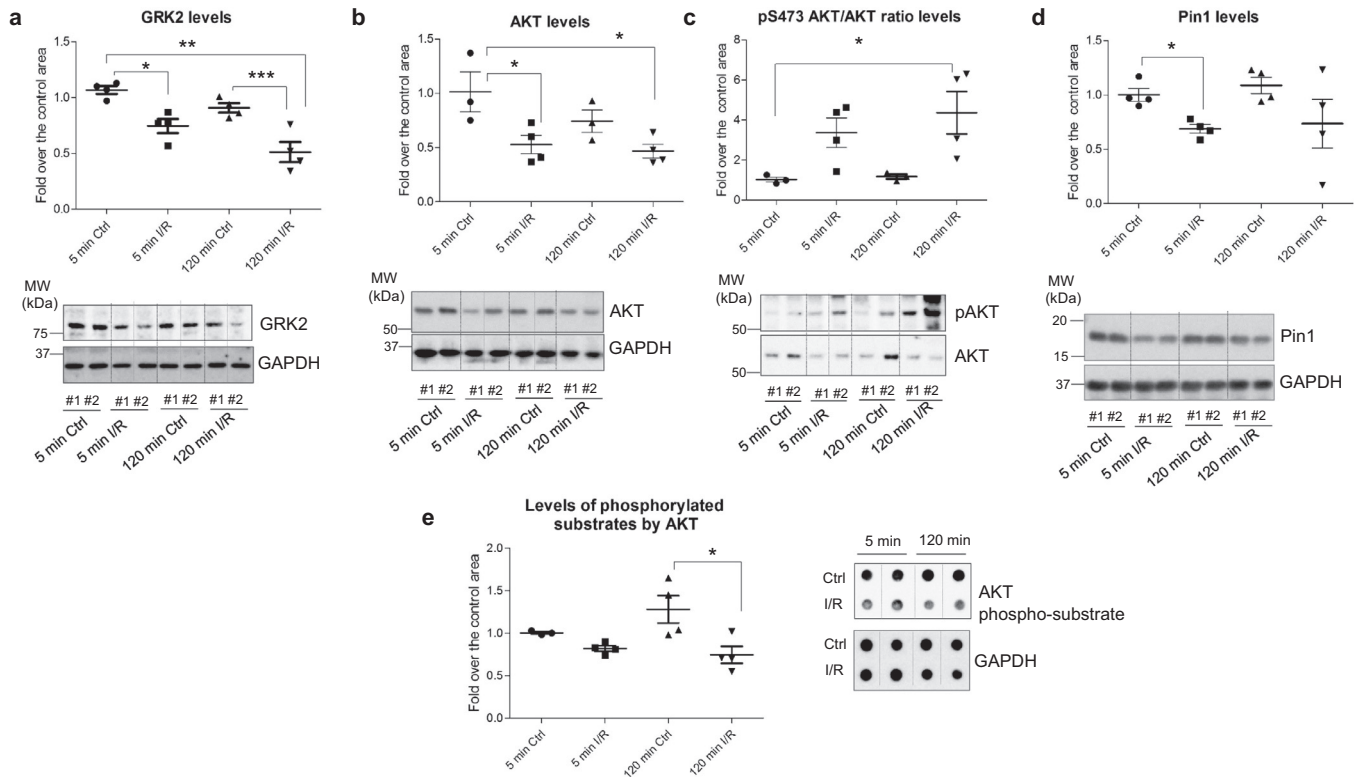 a
GRK2 levels
Fold over the control area
1.5
1.0
0.5
0.0
**
*
***
5 min Ctrl
5 min I/R
120 min Ctrl
120 min I/R
MW
(kDa)
75
37
GRK2
GAPDH
#1 #2 #1 #2 #1 #2 #1 #2
5 min Ctrl
5 min I/R
120 min Ctrl
120 min I/R
b
AKT levels
Fold over the control area
1.5
1.0
0.5
0.0
*
*
5 min Ctrl
5 min I/R
120 min Ctrl
120 min I/R
MW
(kDa)
50
37
AKT
GAPDH
#1 #2 #1 #2 #1 #2 #1 #2
5 min Ctrl
5 min I/R
120 min Ctrl
120 min I/R
c
pS473 AKT/AKT ratio levels
Fold over the control area
8
6
4
2
0
*
5 min Ctrl
5 min I/R
120 min Ctrl
120 min I/R
MW
(kDa)
50
50
pAKT
AKT
#1 #2 #1 #2 #1 #2 #1 #2
5 min Ctrl
5 min I/R
120 min Ctrl
120 min I/R
d
Pin1 levels
Fold over the control area
1.5
1.0
0.5
0.0
*
5 min Ctrl
5 min I/R
120 min Ctrl
120 min I/R
MW
(kDa)
20
15
37
Pin1
GAPDH
#1 #2 #1 #2 #1 #2 #1 #2
5 min Ctrl
5 min I/R
120 min Ctrl
120 min I/R
e
Levels of phosphorylated
substrates by AKT
Fold over the control area
2.0
1.5
1.0
0.5
0.0
*
5 min Ctrl
5 min I/R
120 min Ctrl
120 min I/R
5 min 120 min
Ctrl
I/R
AKT
phospho-substrate
Ctrl
I/R
GAPDH